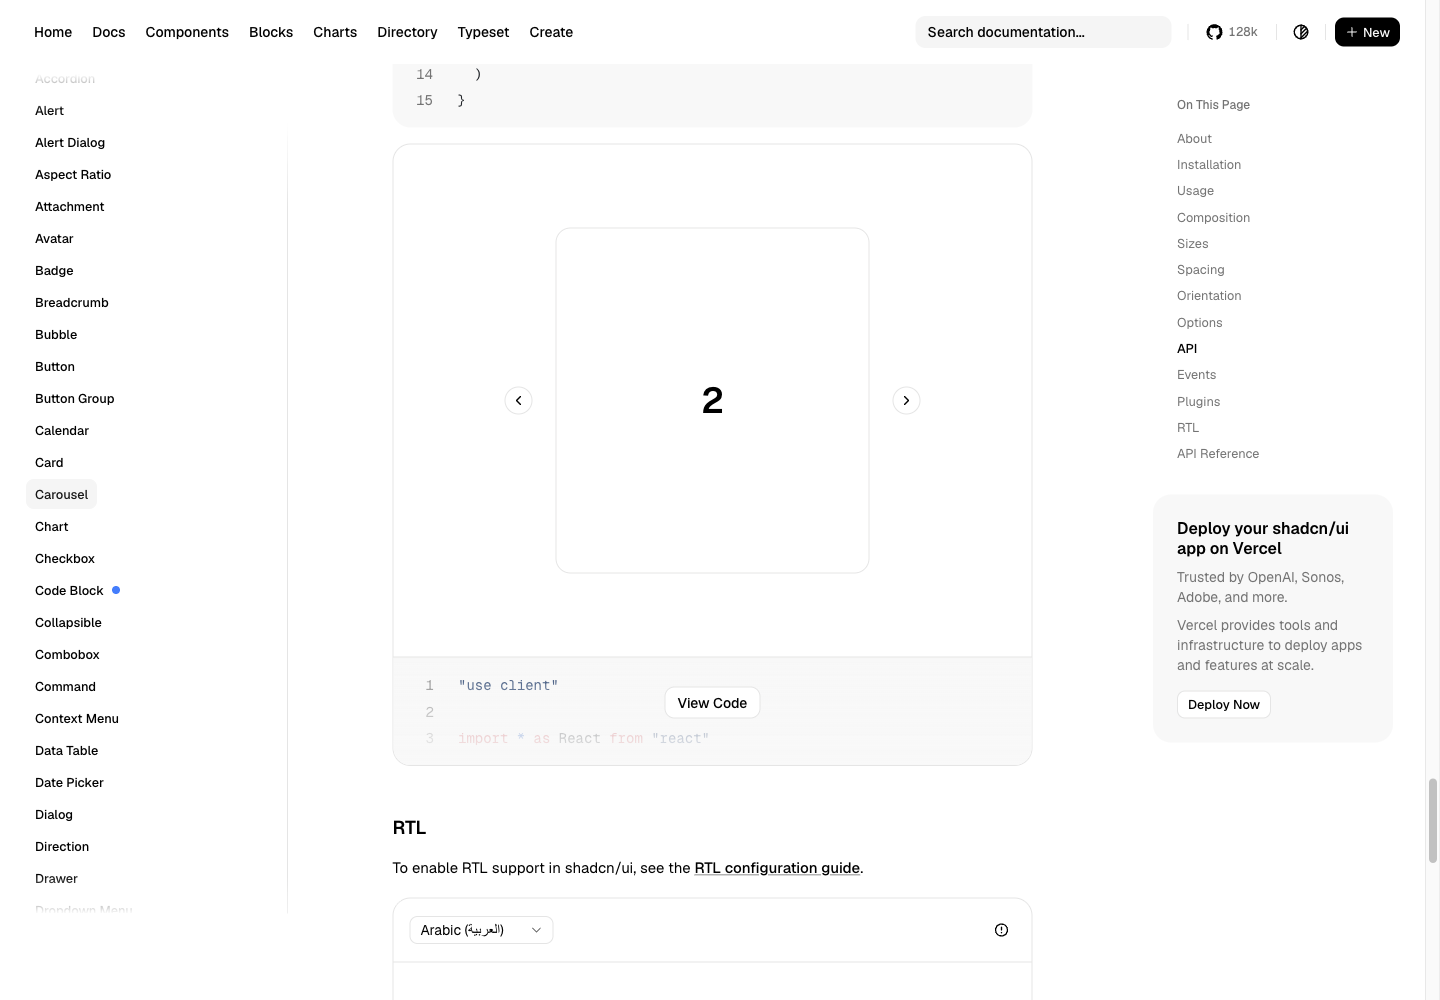 Home Docs Components Blocks Charts Directory Typeset Create
Search documentation...
128k
New
Accordion
Alert
Alert Dialog
Aspect Ratio
Attachment
Avatar
Badge
Breadcrumb
Bubble
Button
Button Group
Calendar
Card
Carousel
Chart
Checkbox
Code Block
Collapsible
Combobox
Command
Context Menu
Data Table
Date Picker
Dialog
Direction
Drawer
Dropdown Menu
14 )
15 }
2
1 "use client"
2
3 import * as React from "react"
View Code
RTL
To enable RTL support in shadcn/ui, see the RTL configuration guide.
Arabic (العربية)
On This Page
About
Installation
Usage
Composition
Sizes
Spacing
Orientation
Options
API
Events
Plugins
RTL
API Reference
Deploy your shadcn/ui
app on Vercel
Trusted by OpenAI, Sonos,
Adobe, and more.
Vercel provides tools and
infrastructure to deploy apps
and features at scale.
Deploy Now